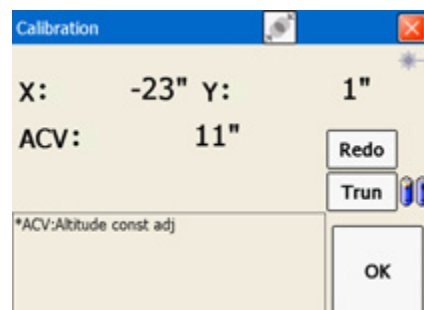 Calibration
X: -23" Y: 1"
ACV: 11"
Redo
Trun
*ACV:Altitude const adj
OK